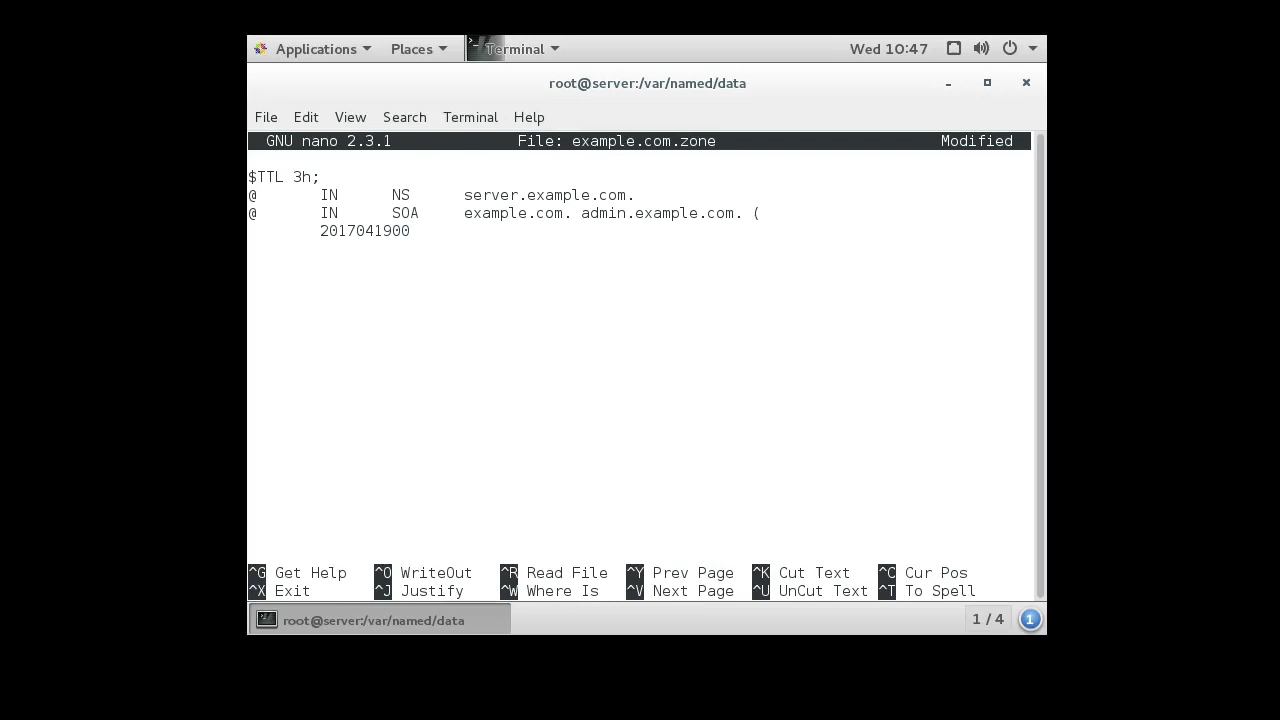 Applications Places Terminal Wed 10:47
root@server:/var/named/data
File Edit View Search Terminal Help
GNU nano 2.3.1 File: example.com.zone Modified
$TTL 3h;
@ IN NS server.example.com.
@ IN SOA example.com. admin.example.com. (
2017041900
^G Get Help ^O WriteOut ^R Read File ^Y Prev Page ^K Cut Text ^C Cur Pos
^X Exit ^J Justify ^W Where Is ^V Next Page ^U UnCut Text ^T To Spell
root@server:/var/named/data 1 / 4 1